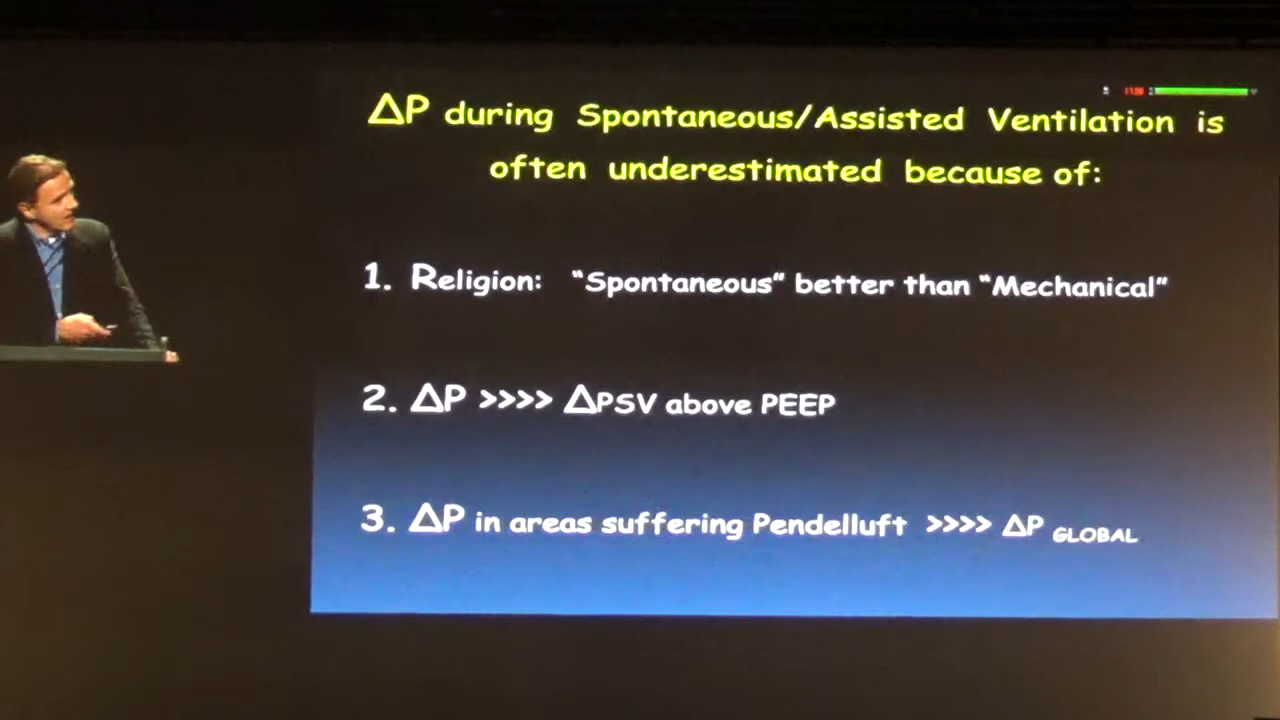 ΔP during Spontaneous/Assisted Ventilation is
often underestimated because of:
1. Religion: "Spontaneous" better than "Mechanical"
2. ΔP >>>> ΔPSV above PEEP
3. ΔP in areas suffering Pendelluft >>>> ΔP GLOBAL